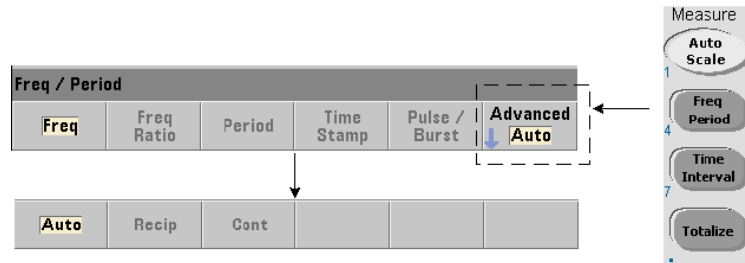 Measure
Auto
Scale
1
Freq / Period
Freq
Freq
Ratio
Period
Time
Stamp
Pulse /
Burst
Advanced
Auto
Freq
Period
4
Time
Interval
7
Totalize
Auto
Recip
Cont